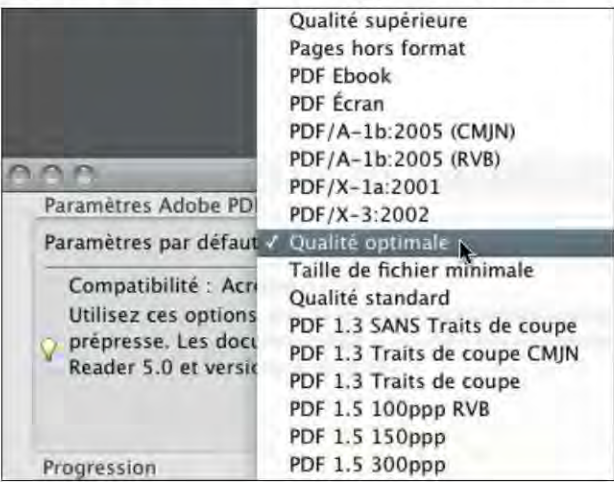 Qualité supérieure
Pages hors format
PDF Ebook
PDF Écran
PDF/A-1b:2005 (CMJN)
PDF/A-1b:2005 (RVB)
PDF/X-1a:2001
PDF/X-3:2002
✓ Qualité optimale
Taille de fichier minimale
Qualité standard
PDF 1.3 SANS Traits de coupe
PDF 1.3 Traits de coupe CMJN
PDF 1.3 Traits de coupe
PDF 1.5 100ppp RVB
PDF 1.5 150ppp
PDF 1.5 300ppp
Paramètres Adobe PD
Paramètres par défaut
Compatibilité : Acr
Utilisez ces options
prépresse. Les docu
Reader 5.0 et versi
Progression